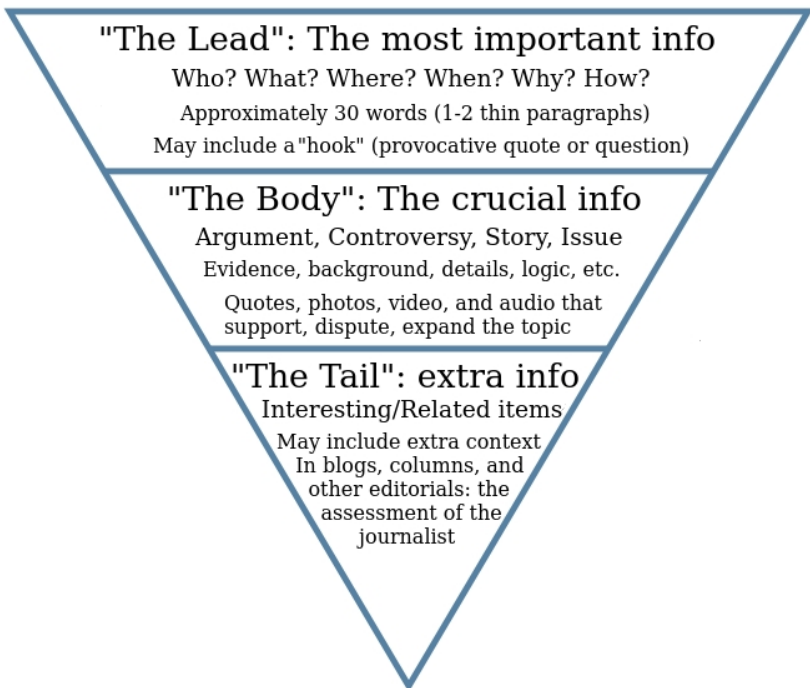 "The Lead": The most important info
Who? What? Where? When? Why? How?
Approximately 30 words (1-2 thin paragraphs)
May include a"hook" (provocative quote or question)
"The Body": The crucial info
Argument, Controversy, Story, Issue
Evidence, background, details, logic, etc.
Quotes, photos, video, and audio that
support, dispute, expand the topic
"The Tail": extra info
Interesting/Related items
May include extra context
In blogs, columns, and
other editorials: the
assessment of the
journalist